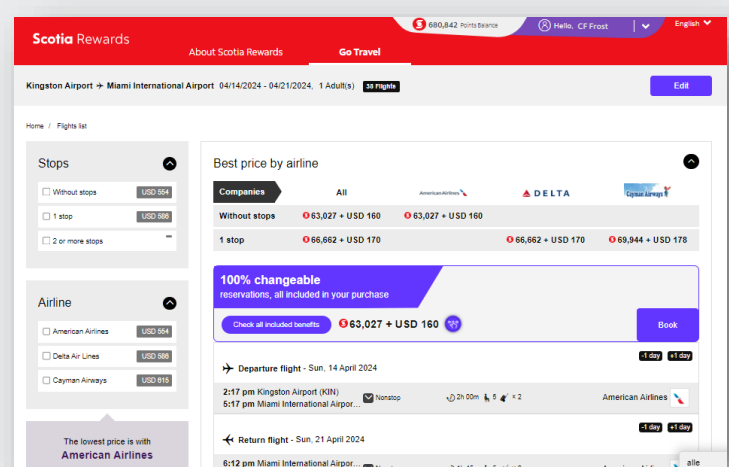 680,842 Points Balance
Hello, CF Frost
English
Scotia Rewards
About Scotia Rewards
Go Travel
Kingston Airport ✈ Miami International Airport 04/14/2024 - 04/21/2024, 1 Adult(s) 38 Flights
Edit
Home / Flights list
Stops
Without stops USD 554
1 stop USD 586
2 or more stops -
Airline
American Airlines USD 554
Delta Air Lines USD 586
Cayman Airways USD 615
The lowest price is with
American Airlines
Best price by airline
Companies All American Airlines DELTA Cayman Airways
Without stops 63,027 + USD 160 63,027 + USD 160
1 stop 66,662 + USD 170 66,662 + USD 170 69,944 + USD 178
100% changeable
reservations, all included in your purchase
Check all included benefits 63,027 + USD 160
Book
-1 day +1 day
Departure flight - Sun, 14 April 2024
2:17 pm Kingston Airport (KIN)
5:17 pm Miami International Airpor...
Nonstop
2h 00m 5 x 2
American Airlines
-1 day +1 day
Return flight - Sun, 21 April 2024
6:12 pm Miami International Airpor...
alle